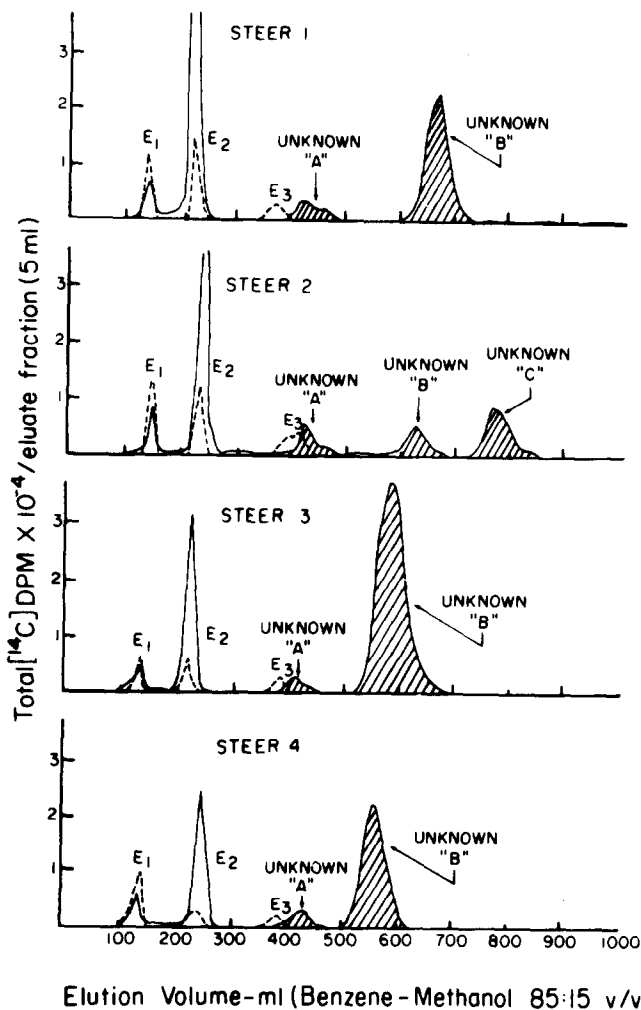 Total [14C] DPM X 10-4/eluate fraction (5 ml)
STEER 1
3
2
1
E1
E2
E3
UNKNOWN
"A"
UNKNOWN
"B"
STEER 2
3
2
1
E1
E2
E3
UNKNOWN
"A"
UNKNOWN
"B"
UNKNOWN
"C"
STEER 3
3
2
1
E1
E2
E3
UNKNOWN
"A"
UNKNOWN
"B"
STEER 4
3
2
1
E1
E2
E3
UNKNOWN
"A"
UNKNOWN
"B"
100 200 300 400 500 600 700 800 900 1000
Elution Volume-ml (Benzene-Methanol 85:15 v/v